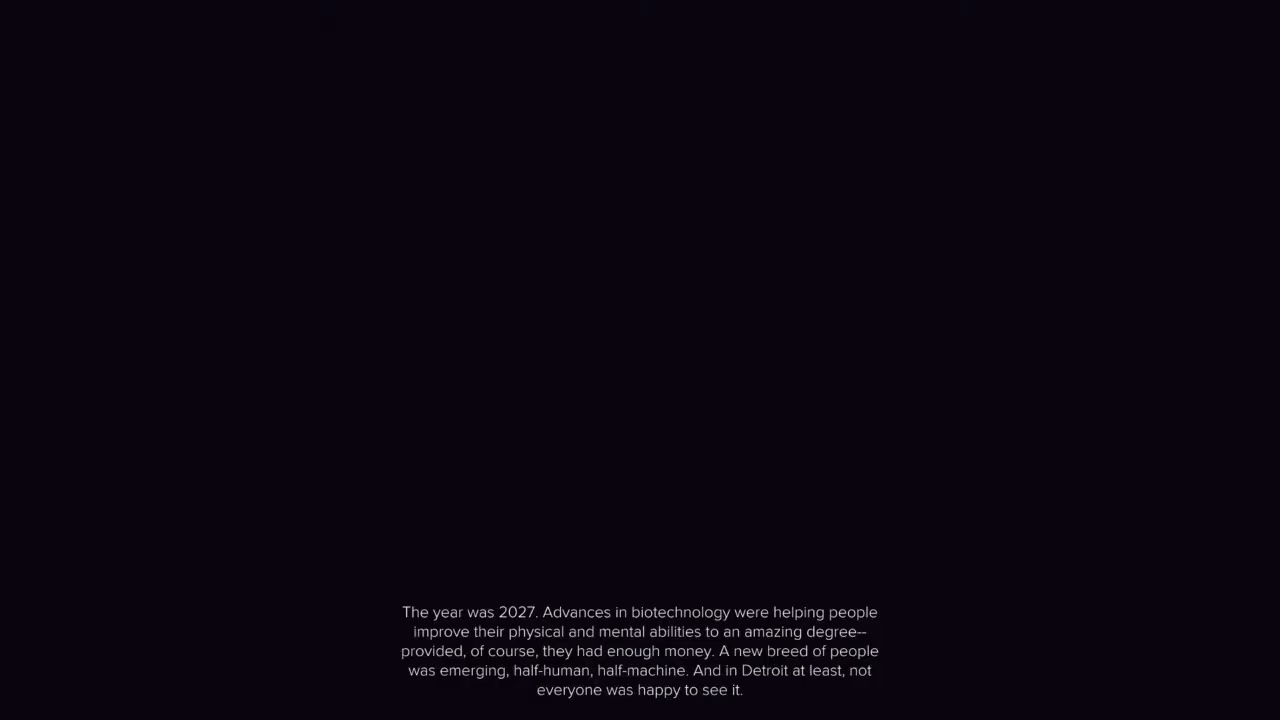 The year was 2027. Advances in biotechnology were helping people
improve their physical and mental abilities to an amazing degree--
provided, of course, they had enough money. A new breed of people
was emerging, half-human, half-machine. And in Detroit at least, not
everyone was happy to see it.